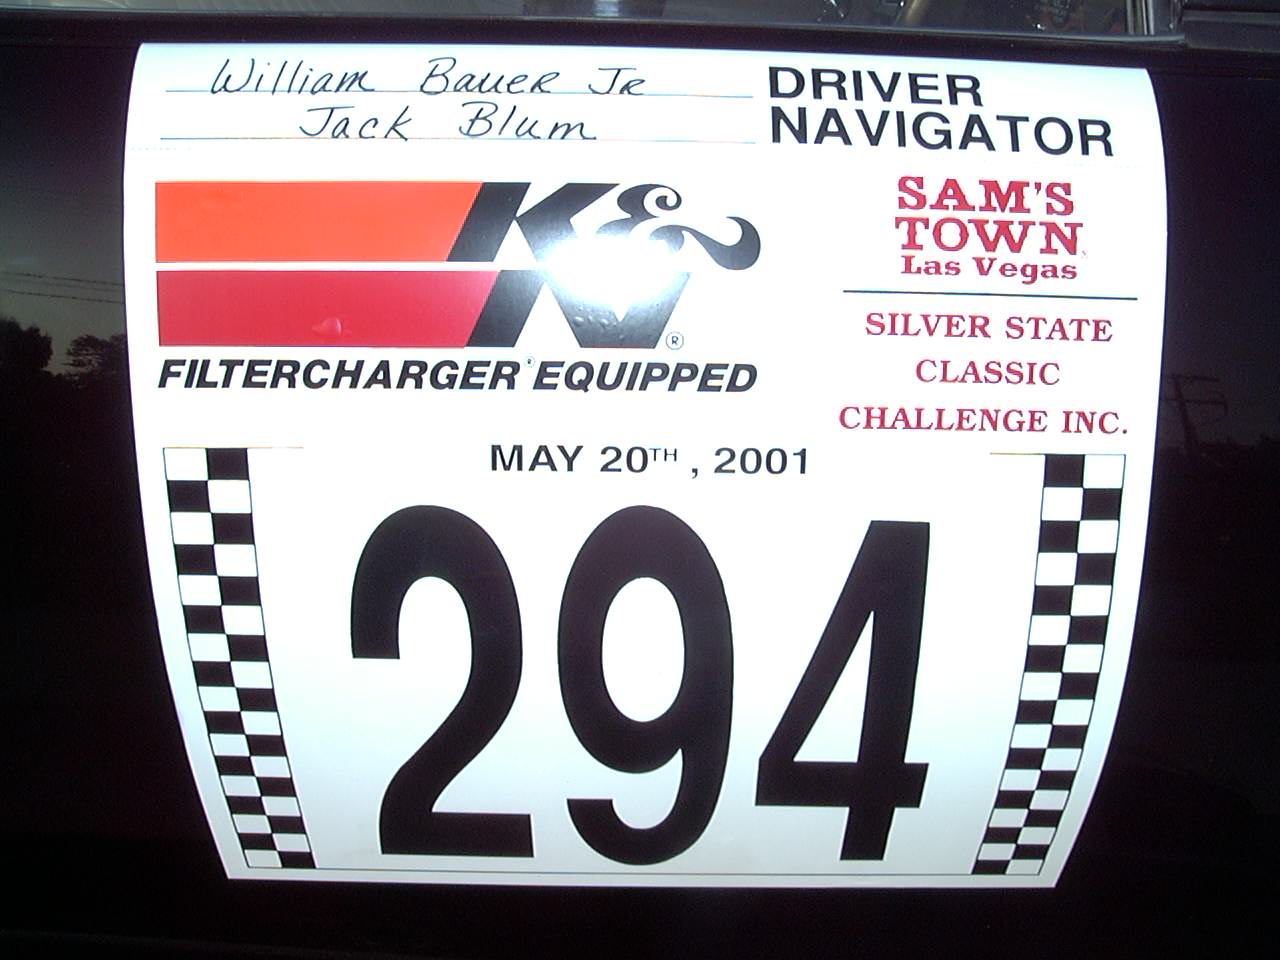 William Bauer Jr DRIVER
Jack Blum NAVIGATOR
K&N®
FILTERCHARGER® EQUIPPED
SAM'S
TOWN
Las Vegas
SILVER STATE
CLASSIC
CHALLENGE INC.
MAY 20TH, 2001
294